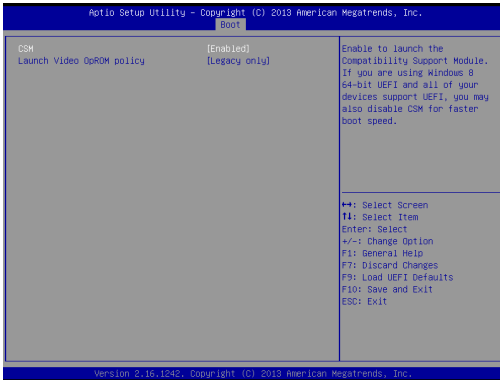 Aptio Setup Utility – Copyright (C) 2013 American Megatrends, Inc.
Boot
CSM [Enabled]
Launch Video OpROM policy [Legacy only]
Enable to launch the
Compatibility Support Module.
If you are using Windows 8
64-bit UEFI and all of your
devices support UEFI, you may
also disable CSM for faster
boot speed.
↔: Select Screen
↑↓: Select Item
Enter: Select
+/-: Change Option
F1: General Help
F7: Discard Changes
F9: Load UEFI Defaults
F10: Save and Exit
ESC: Exit
Version 2.16.1242. Copyright (C) 2013 American Megatrends, Inc.